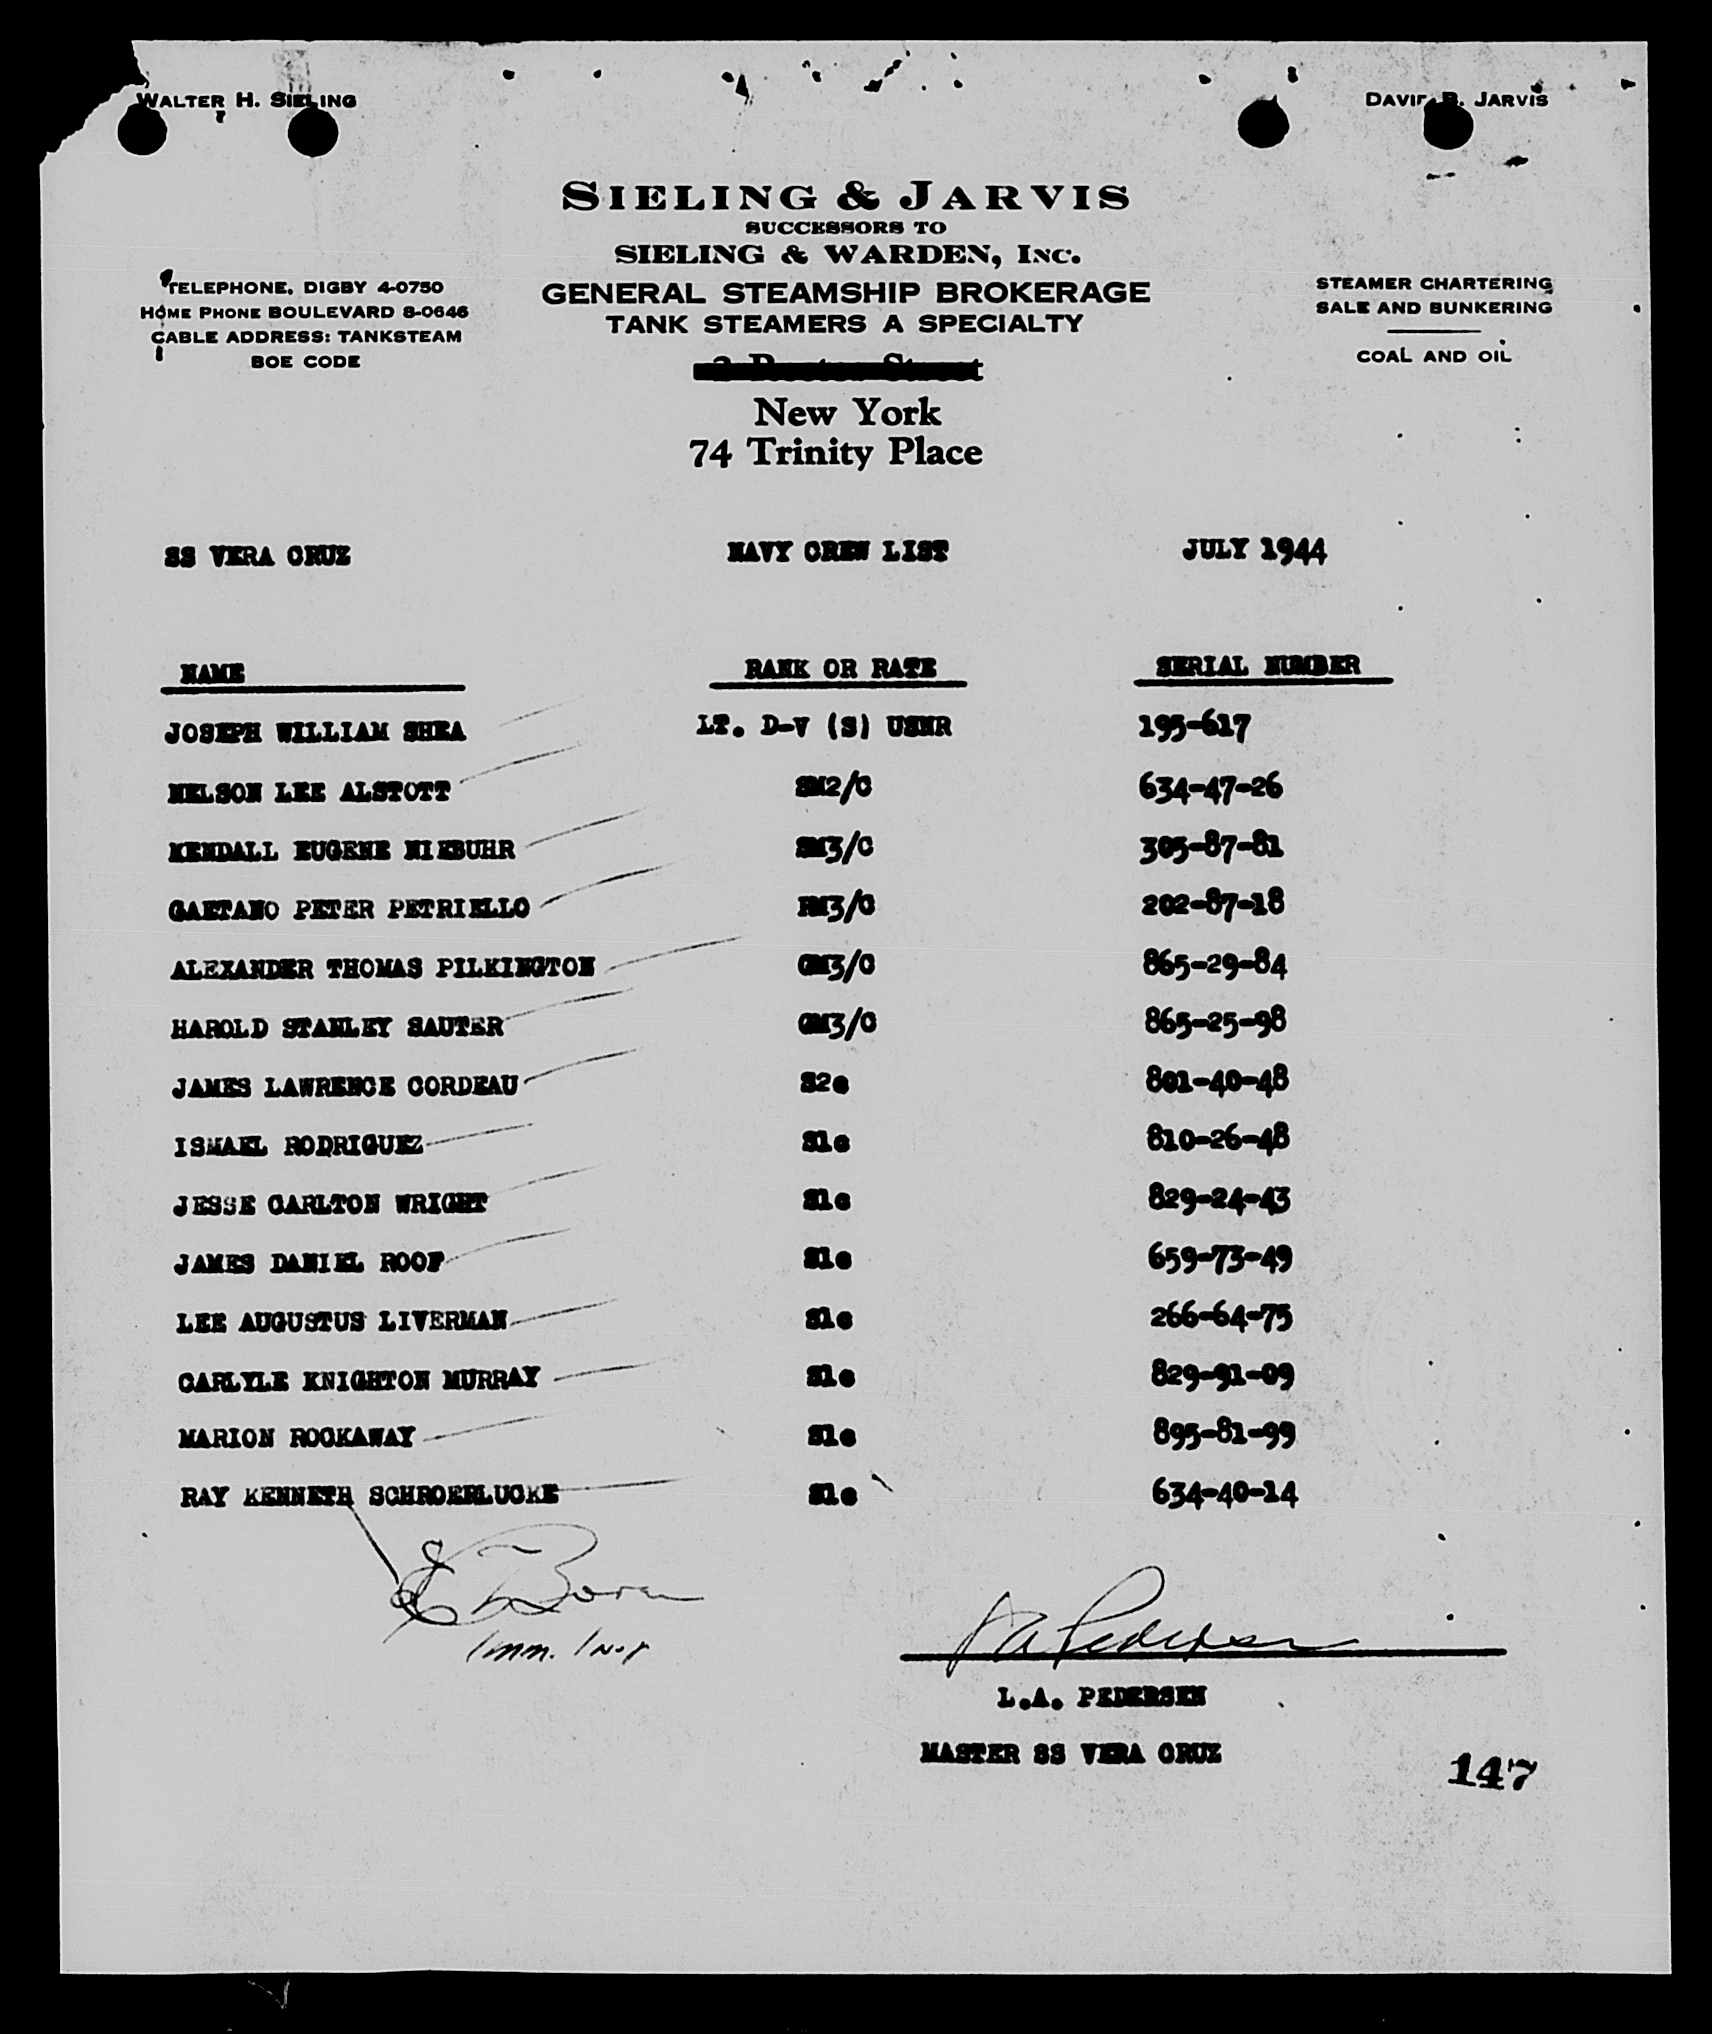 WALTER H. SIELING
DAVID R. JARVIS
SIELING & JARVIS
SUCCESSORS TO
SIELING & WARDEN, INC.
GENERAL STEAMSHIP BROKERAGE
TANK STEAMERS A SPECIALTY
TELEPHONE, DIGBY 4-0750
HOME PHONE BOULEVARD 8-0646
CABLE ADDRESS: TANKSTEAM
BOE CODE
STEAMER CHARTERING
SALE AND BUNKERING
COAL AND OIL
New York
74 Trinity Place
SS VERA CRUZ NAVY CREW LIST JULY 1944
NAME RANK OR RATE SERIAL NUMBER
JOSEPH WILLIAM SHEA LT. D-V (S) USNR 195-617
NELSON LEE ALSTOTT SM2/C 634-47-26
KENDALL EUGENE NIEBUHR SM3/C 305-87-81
GAETANO PETER PETRIELLO RM3/C 202-87-18
ALEXANDER THOMAS PILKINGTON GM3/C 865-29-84
HAROLD STANLEY SAUTER GM3/C 865-25-98
JAMES LAWRENCE CORDEAU S2c 801-40-48
ISMAEL RODRIGUEZ S1c 810-26-48
JESSE CARLTON WRIGHT S1c 829-24-43
JAMES DANIEL ROOF S1c 659-73-49
LEE AUGUSTUS LIVERMAN S1c 266-64-75
CARLYLE KNIGHTON MURRAY S1c 829-91-09
MARION ROCKAWAY S1c 895-81-99
RAY KENNETH SCHROERLUCKE S1c 634-40-14
Born
Imm. Insp
L A Pedersen
L.A. PEDERSEN
MASTER SS VERA CRUZ
147